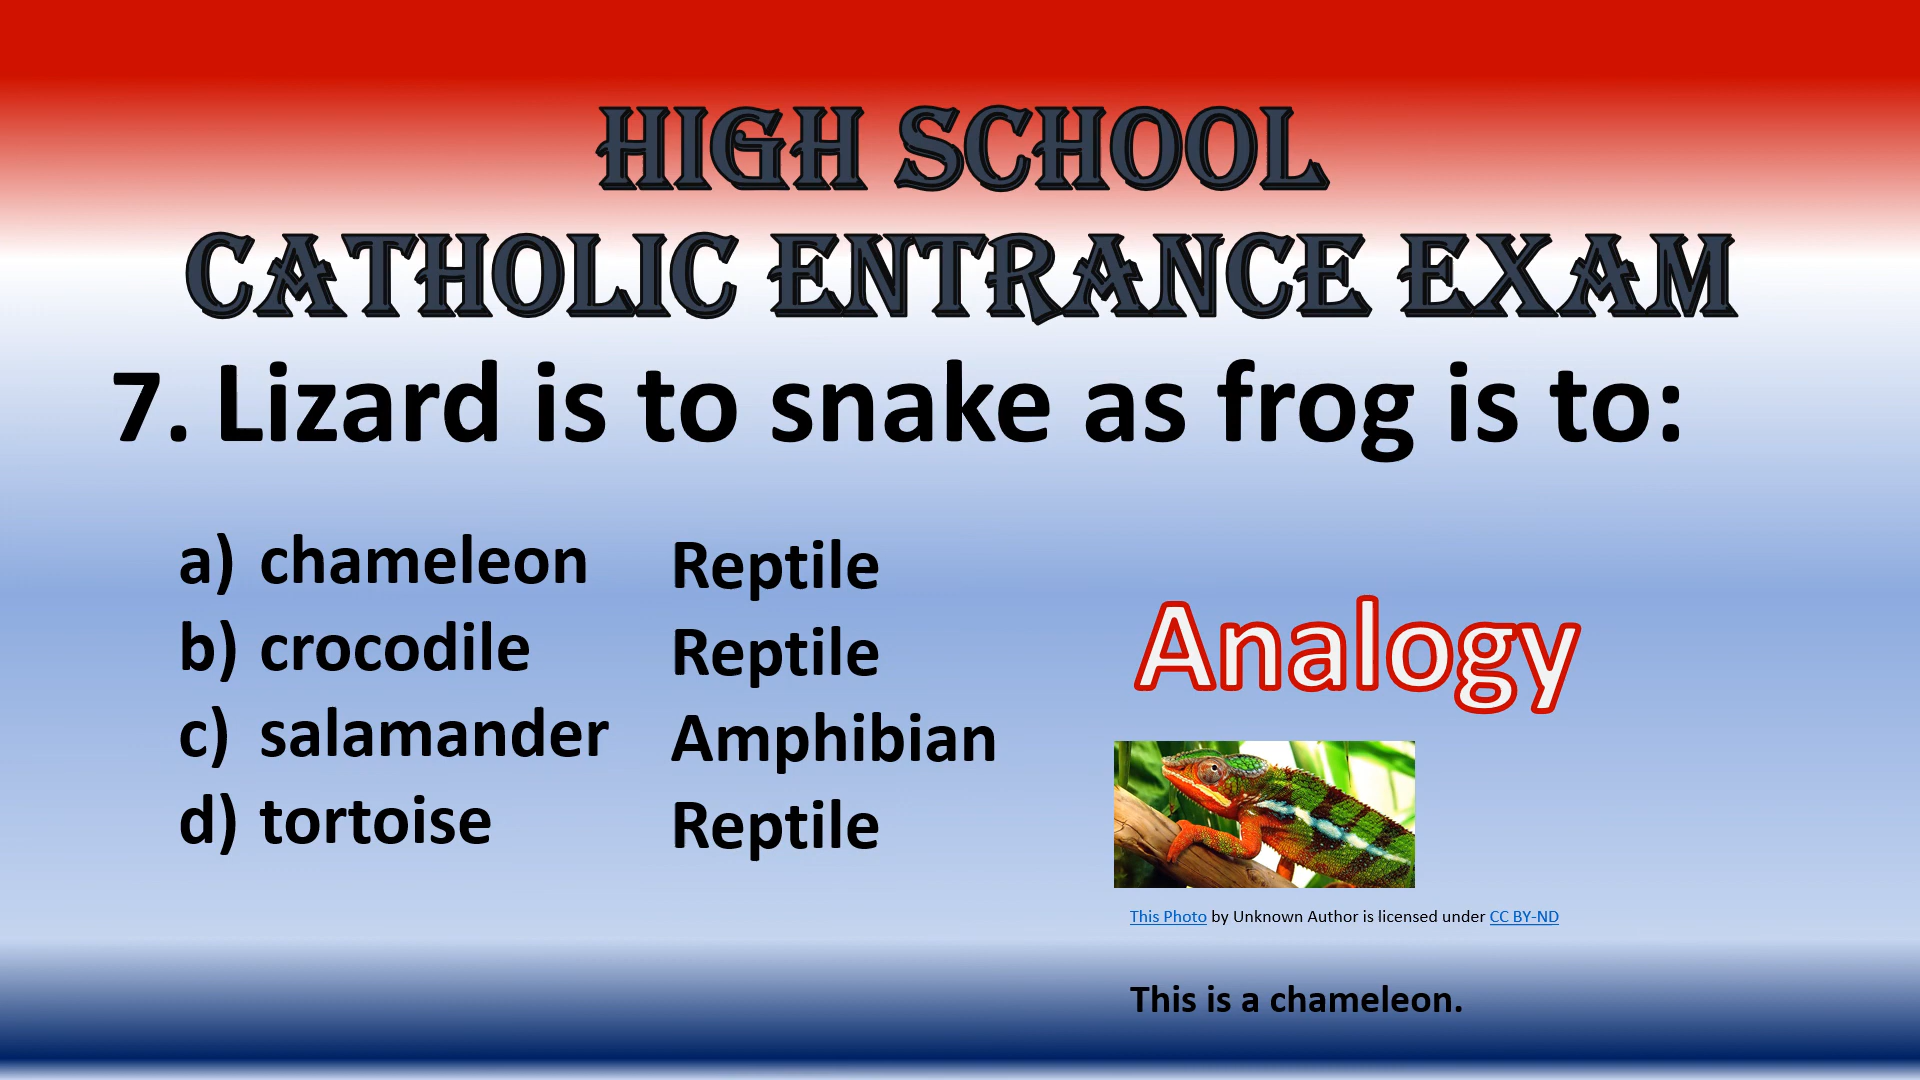 HIGH SCHOOL
CATHOLIC ENTRANCE EXAM
7. Lizard is to snake as frog is to:
a) chameleon Reptile
b) crocodile Reptile
c) salamander Amphibian
d) tortoise Reptile
Analogy
This Photo by Unknown Author is licensed under CC BY-ND
This is a chameleon.